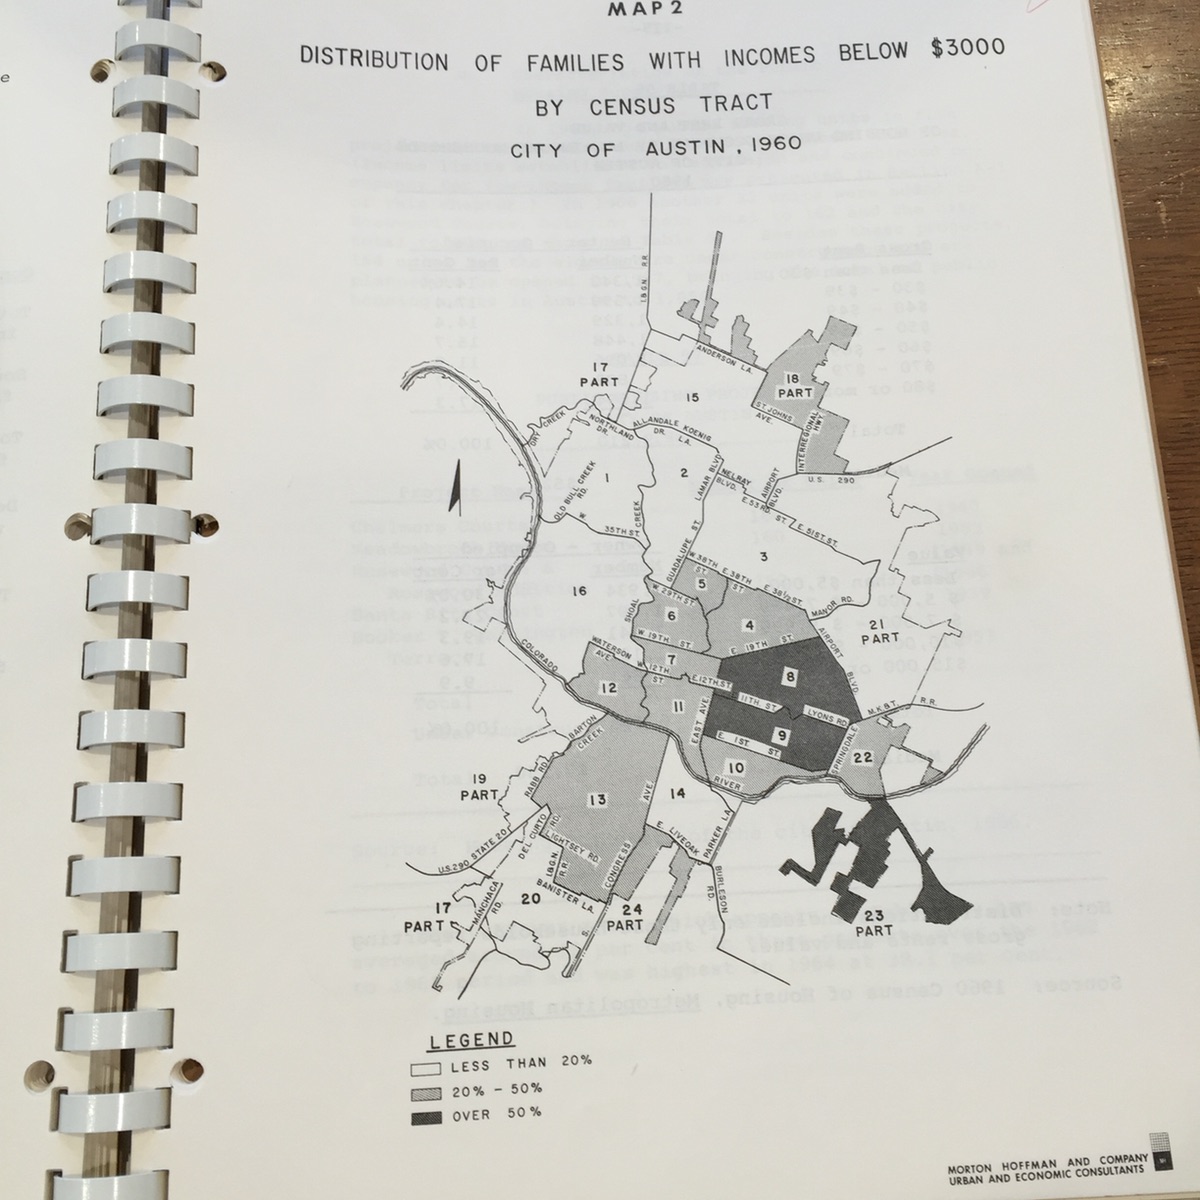 MAP 2
DISTRIBUTION OF FAMILIES WITH INCOMES BELOW $3000
BY CENSUS TRACT
CITY OF AUSTIN, 1960
I&GN RR
ANDERSON LA.
17
PART
15
18
PART
ST. JOHNS
AVE.
INTERREGIONAL
HWY.
DRY CREEK
NORTHLAND
DR.
ALLANDALE KOENIG
DR. LA.
1
2
LAMAR BLVD
NELRAY
BLVD.
AIRPORT
BLVD.
U.S. 290
OLD BULL CREEK
RD.
W 35TH ST.
CREEK
GUADALUPE ST.
E. 53RD ST.
E. 51ST ST.
3
W. 38TH
ST.
E. 38TH
ST.
E. 38½ ST.
MANOR RD.
5
16
W. 29TH ST.
6
4
SHOAL
21
PART
W. 19TH ST.
E. 19TH ST.
AIRPORT
BLVD.
COLORADO
WATERSON
AVE.
7
W. 12TH
ST
E. 12TH ST
8
12
11
11TH ST.
LYONS RD.
M.K.&T. R.R.
EAST AVE.
BARTON
CREEK
E. 1ST ST.
9
SPRINGDALE
22
10
RIVER
19
PART
RABB RD.
13
AVE.
14
U.S. 290 STATE 20
DEL CURTO RD.
LIGHTSEY RD.
E. LIVEOAK
PARKER LA.
I&G.N.
R.R.
CONGRESS
BURLESON
RD.
BANISTER LA.
MANCHACA
RD.
20
17
PART
24
PART
S.
23
PART
LEGEND
LESS THAN 20%
20% - 50%
OVER 50%
MORTON HOFFMAN AND COMPANY
URBAN AND ECONOMIC CONSULTANTS